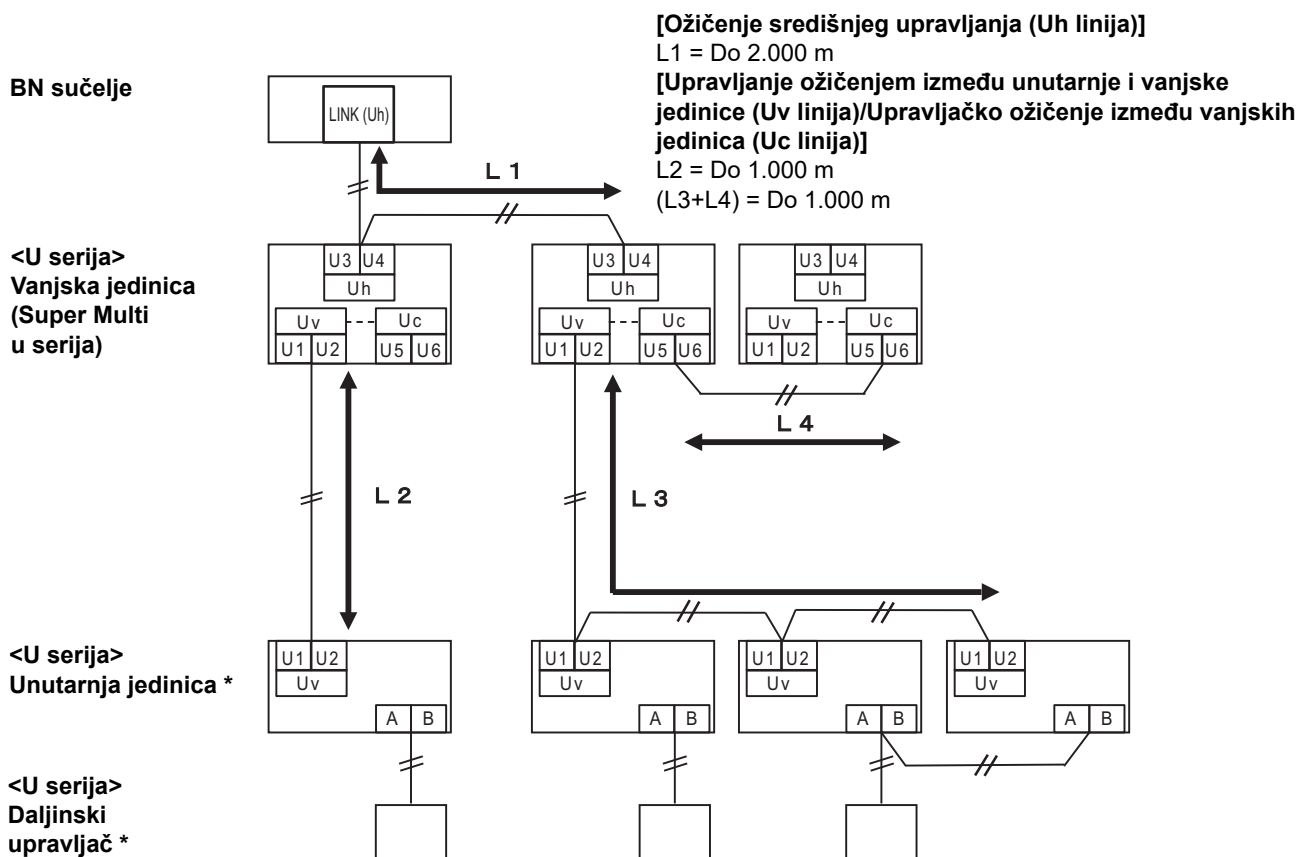 [Ožičenje središnjeg upravljanja (Uh linija)]
L1 = Do 2.000 m
[Upravljanje ožičenjem između unutarnje i vanjske
jedinice (Uv linija)/Upravljačko ožičenje između vanjskih
jedinica (Uc linija)]
L2 = Do 1.000 m
(L3+L4) = Do 1.000 m
BN sučelje
LINK (Uh)
L 1
<U serija>
Vanjska jedinica
(Super Multi
u serija)
U3 U4
Uh
Uv Uc
U1 U2 U5 U6
U3 U4
Uh
Uv Uc
U1 U2 U5 U6
U3 U4
Uh
Uv Uc
U1 U2 U5 U6
L 4
L 2
L 3
<U serija>
Unutarnja jedinica *
U1 U2
Uv
A B
U1 U2
Uv
A B
U1 U2
Uv
A B
U1 U2
Uv
A B
<U serija>
Daljinski
upravljač *